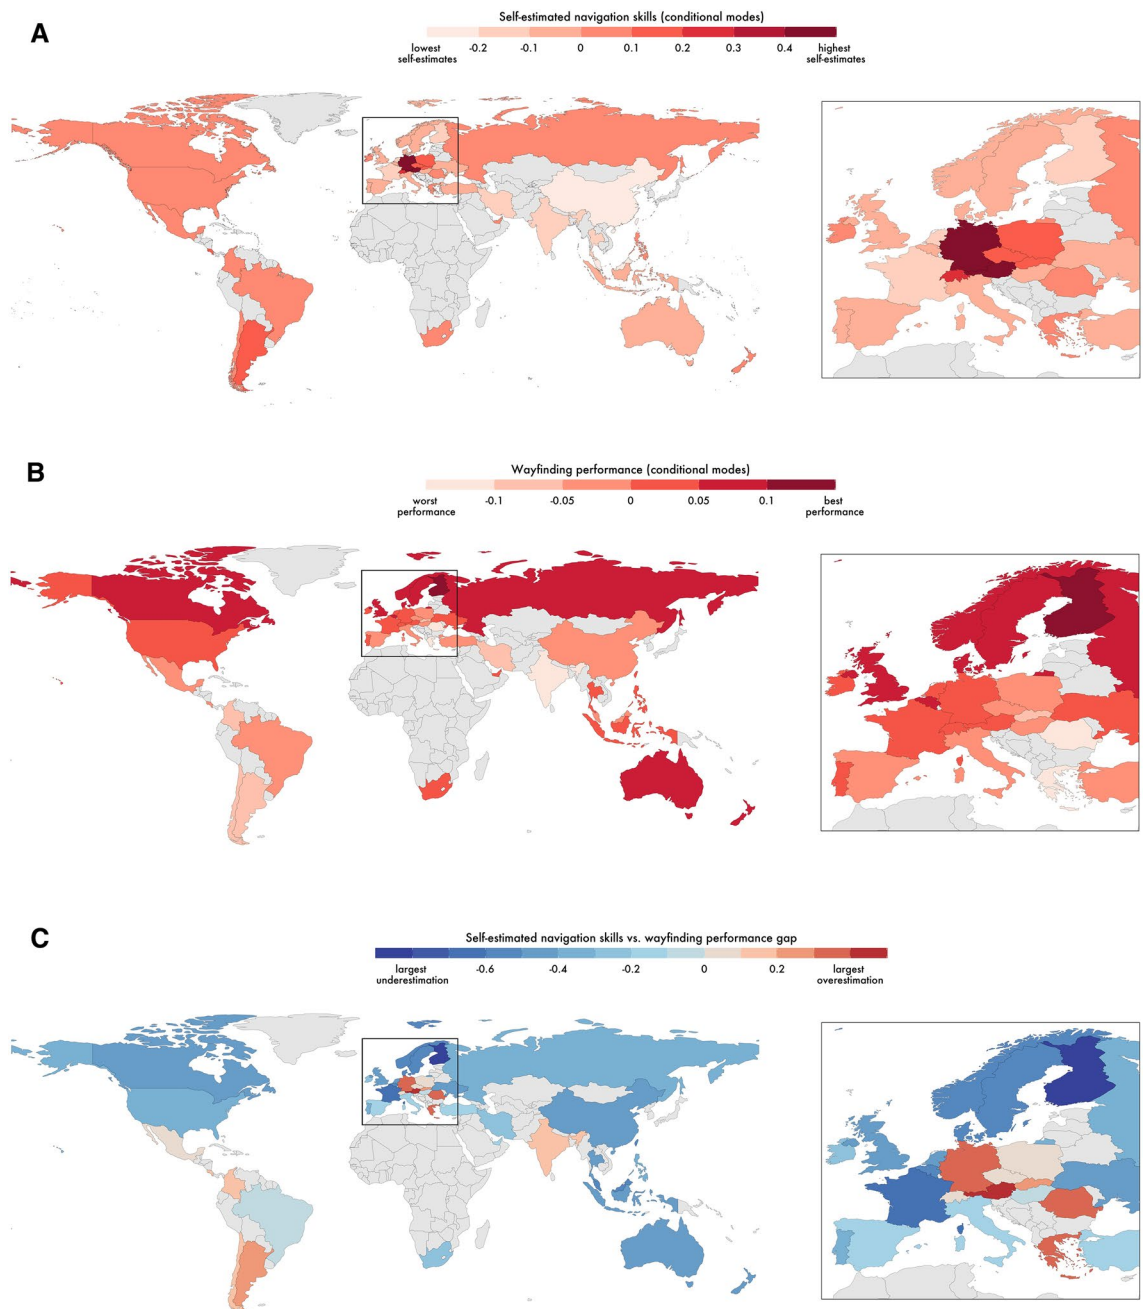 A
Self-estimated navigation skills (conditional modes)
lowest self-estimates -0.2 -0.1 0 0.1 0.2 0.3 0.4 highest self-estimates
B
Wayfinding performance (conditional modes)
worst performance -0.1 -0.05 0 0.05 0.1 best performance
C
Self-estimated navigation skills vs. wayfinding performance gap
largest underestimation -0.6 -0.4 -0.2 0 0.2 largest overestimation